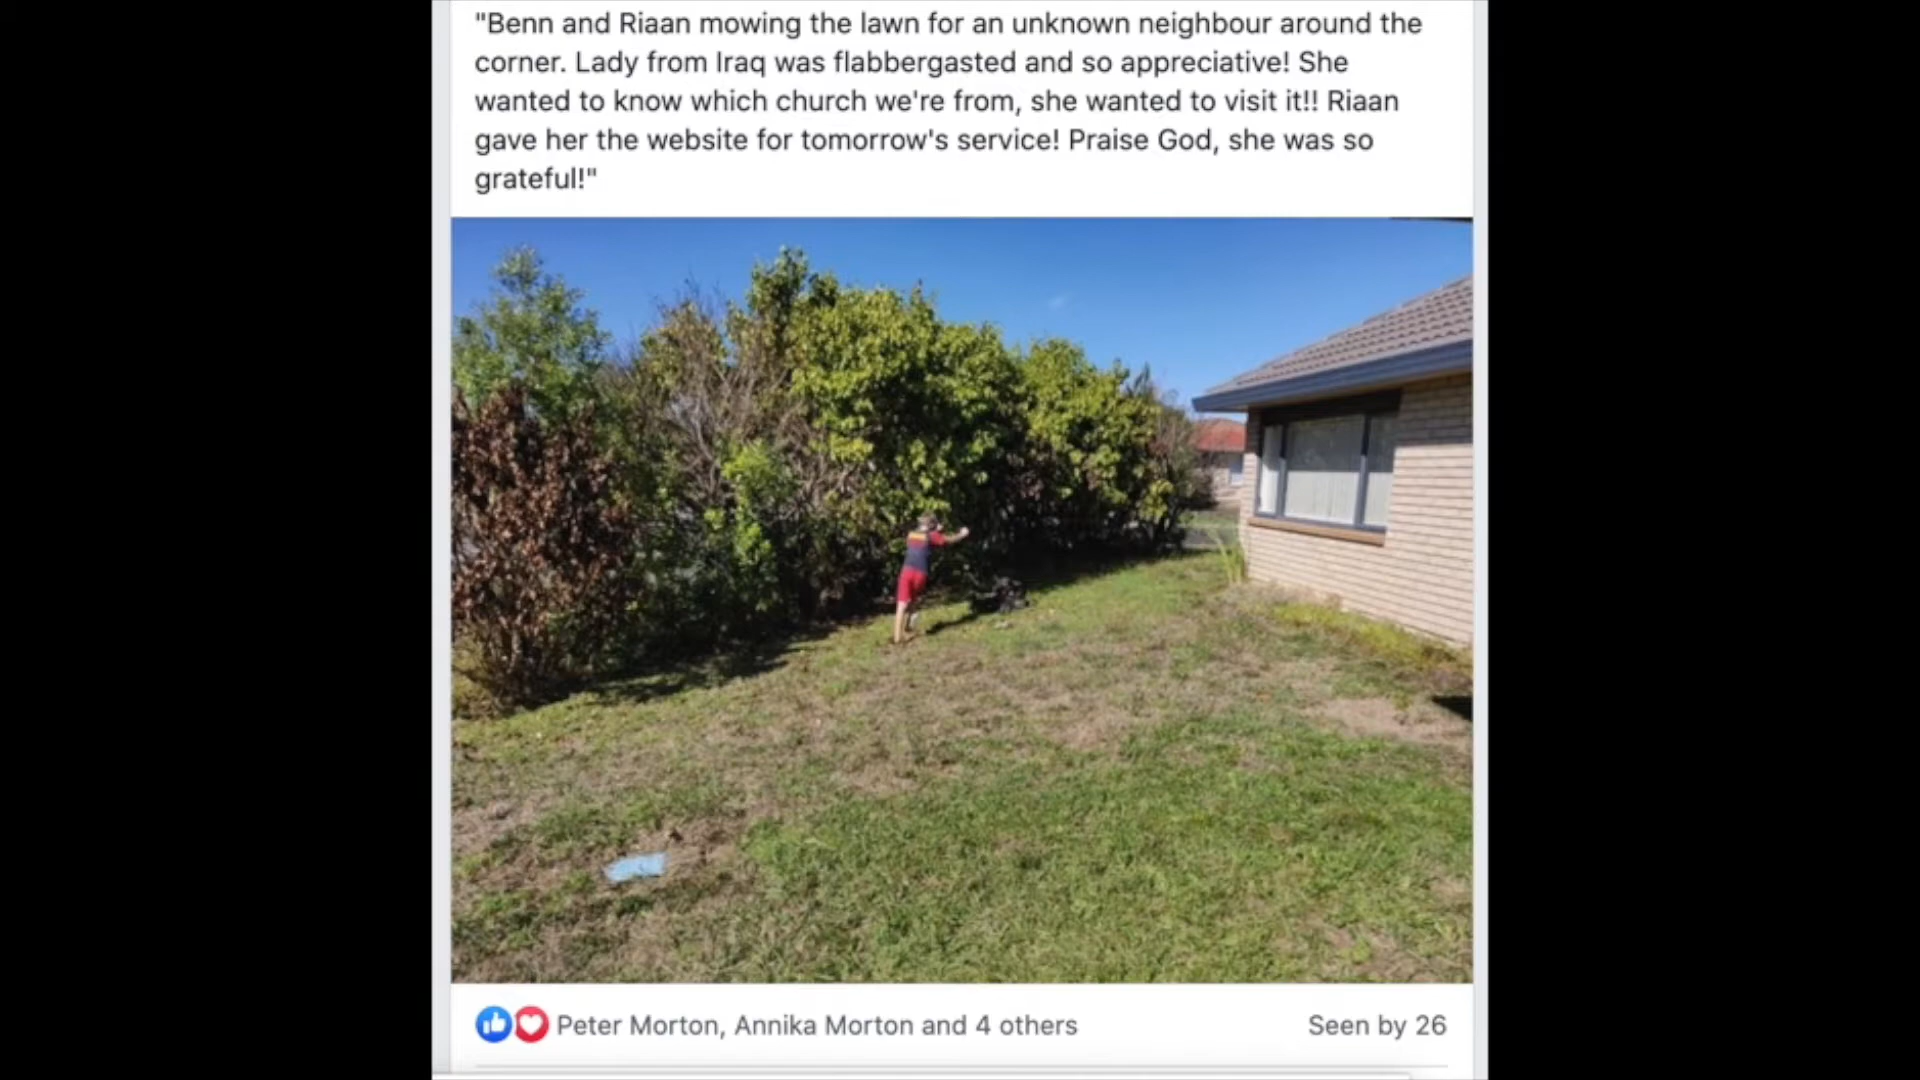 "Benn and Riaan mowing the lawn for an unknown neighbour around the
corner. Lady from Iraq was flabbergasted and so appreciative! She
wanted to know which church we're from, she wanted to visit it!! Riaan
gave her the website for tomorrow's service! Praise God, she was so
grateful!"
Peter Morton, Annika Morton and 4 others
Seen by 26